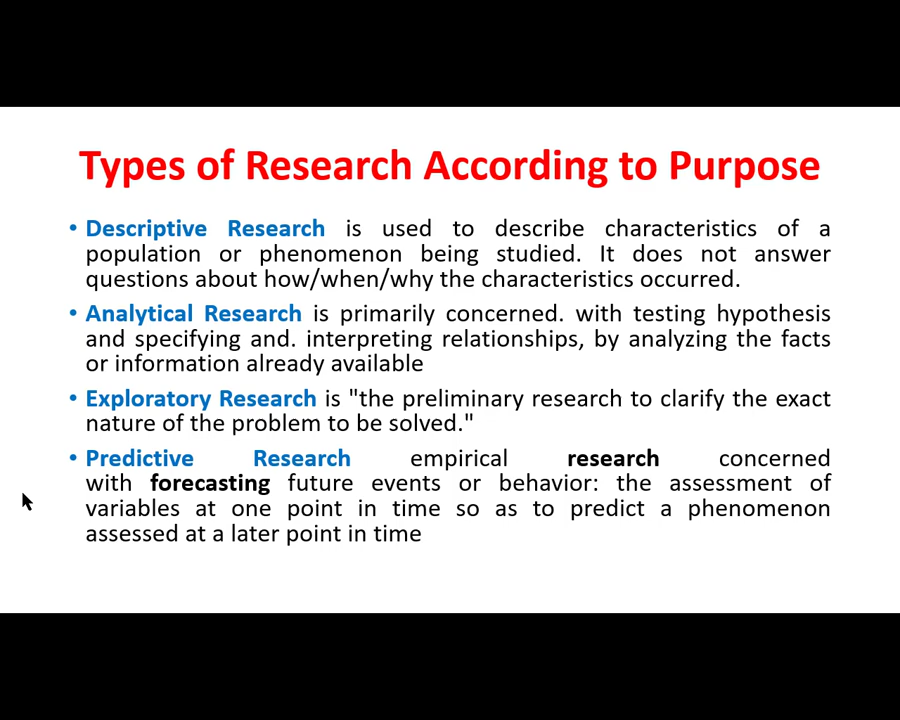 Types of Research According to Purpose
• Descriptive Research is used to describe characteristics of a
population or phenomenon being studied. It does not answer
questions about how/when/why the characteristics occurred.
• Analytical Research is primarily concerned. with testing hypothesis
and specifying and. interpreting relationships, by analyzing the facts
or information already available
• Exploratory Research is "the preliminary research to clarify the exact
nature of the problem to be solved."
• Predictive Research empirical research concerned
with forecasting future events or behavior: the assessment of
variables at one point in time so as to predict a phenomenon
assessed at a later point in time